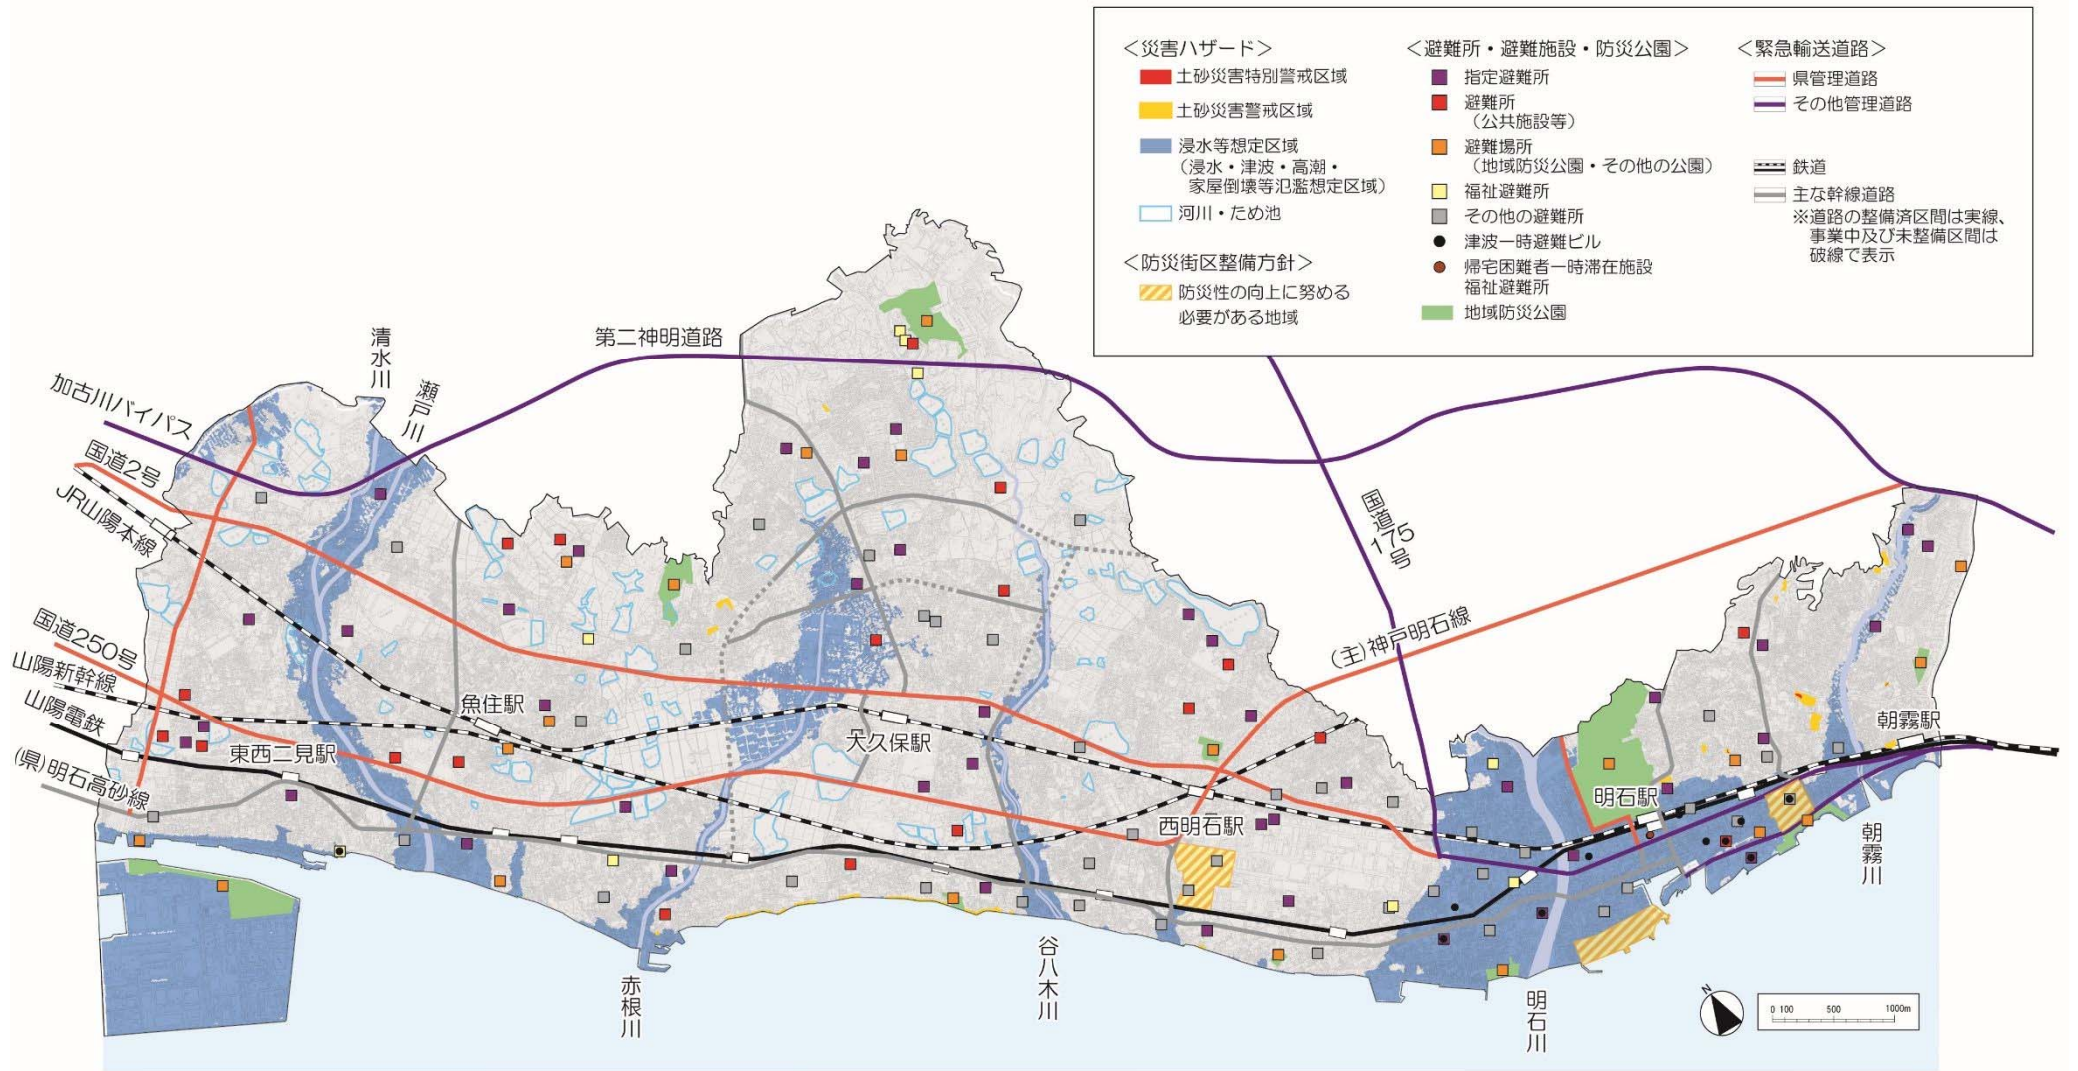 ＜災害ハザード＞
土砂災害特別警戒区域
土砂災害警戒区域
浸水等想定区域
（浸水・津波・高潮・
家屋倒壊等氾濫想定区域）
河川・ため池
＜防災街区整備方針＞
防災性の向上に努める
必要がある地域
＜避難所・避難施設・防災公園＞
指定避難所
避難所
（公共施設等）
避難場所
（地域防災公園・その他の公園）
福祉避難所
その他の避難所
津波一時避難ビル
帰宅困難者一時滞在施設
福祉避難所
地域防災公園
＜緊急輸送道路＞
県管理道路
その他管理道路
鉄道
主な幹線道路
※道路の整備済区間は実線、
事業中及び未整備区間は
破線で表示
清水川
瀬戸川
第二神明道路
加古川バイパス
国道2号
JR山陽本線
国道250号
山陽新幹線
山陽電鉄
(県)明石高砂線
東西二見駅
魚住駅
大久保駅
西明石駅
明石駅
朝霧駅
国道175号
(主)神戸明石線
赤根川
谷八木川
明石川
朝霧川
N
0 100 500 1000m